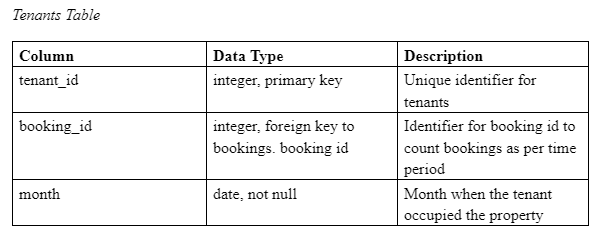 Tenants Table
Column Data Type Description
tenant_id integer, primary key Unique identifier for
tenants
booking_id integer, foreign key to Identifier for booking id to
bookings. booking id count bookings as per time
period
month date, not null Month when the tenant
occupied the property